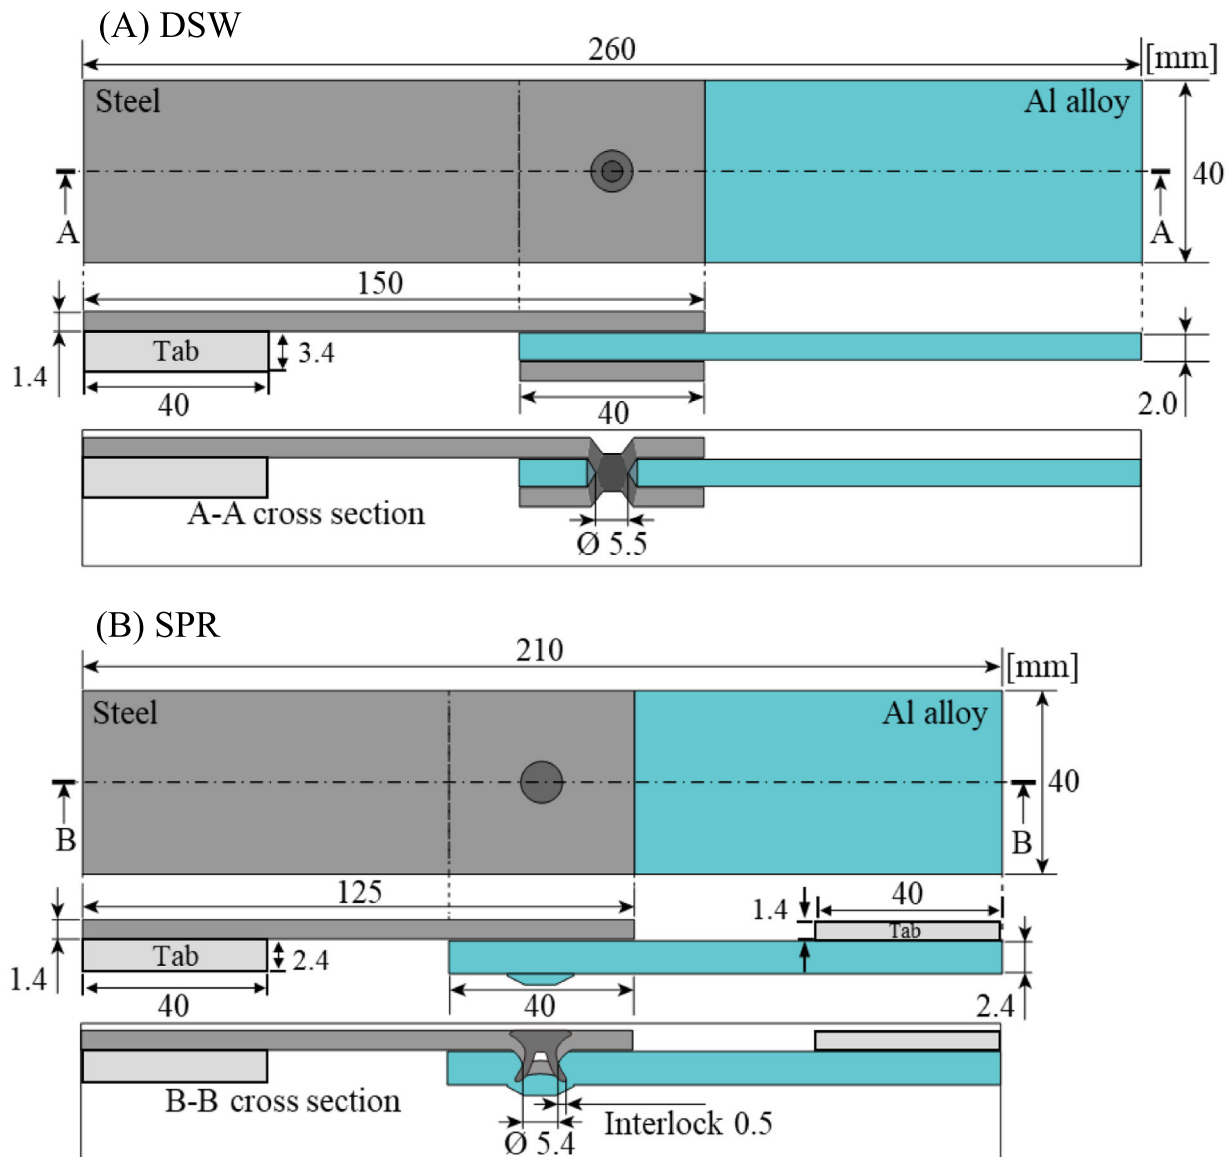 (A) DSW
260
[mm]
Steel
Al alloy
40
A
A
150
Tab
3.4
1.4
40
40
2.0
A-A cross section
Ø 5.5
(B) SPR
210
[mm]
Steel
Al alloy
40
B
B
125
1.4
40
Tab
Tab
2.4
1.4
40
40
2.4
B-B cross section
Interlock 0.5
Ø 5.4